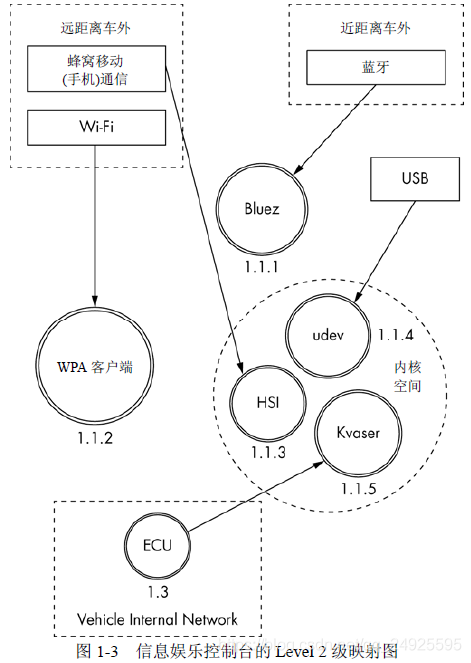 远距离车外
蜂窝移动
(手机)通信
Wi-Fi
近距离车外
蓝牙
USB
Bluez
1.1.1
udev
1.1.4
内核
空间
WPA 客户端
1.1.2
HSI
1.1.3
Kvaser
1.1.5
ECU
1.3
Vehicle Internal Network
图 1-3 信息娱乐控制台的 Level 2 级映射图